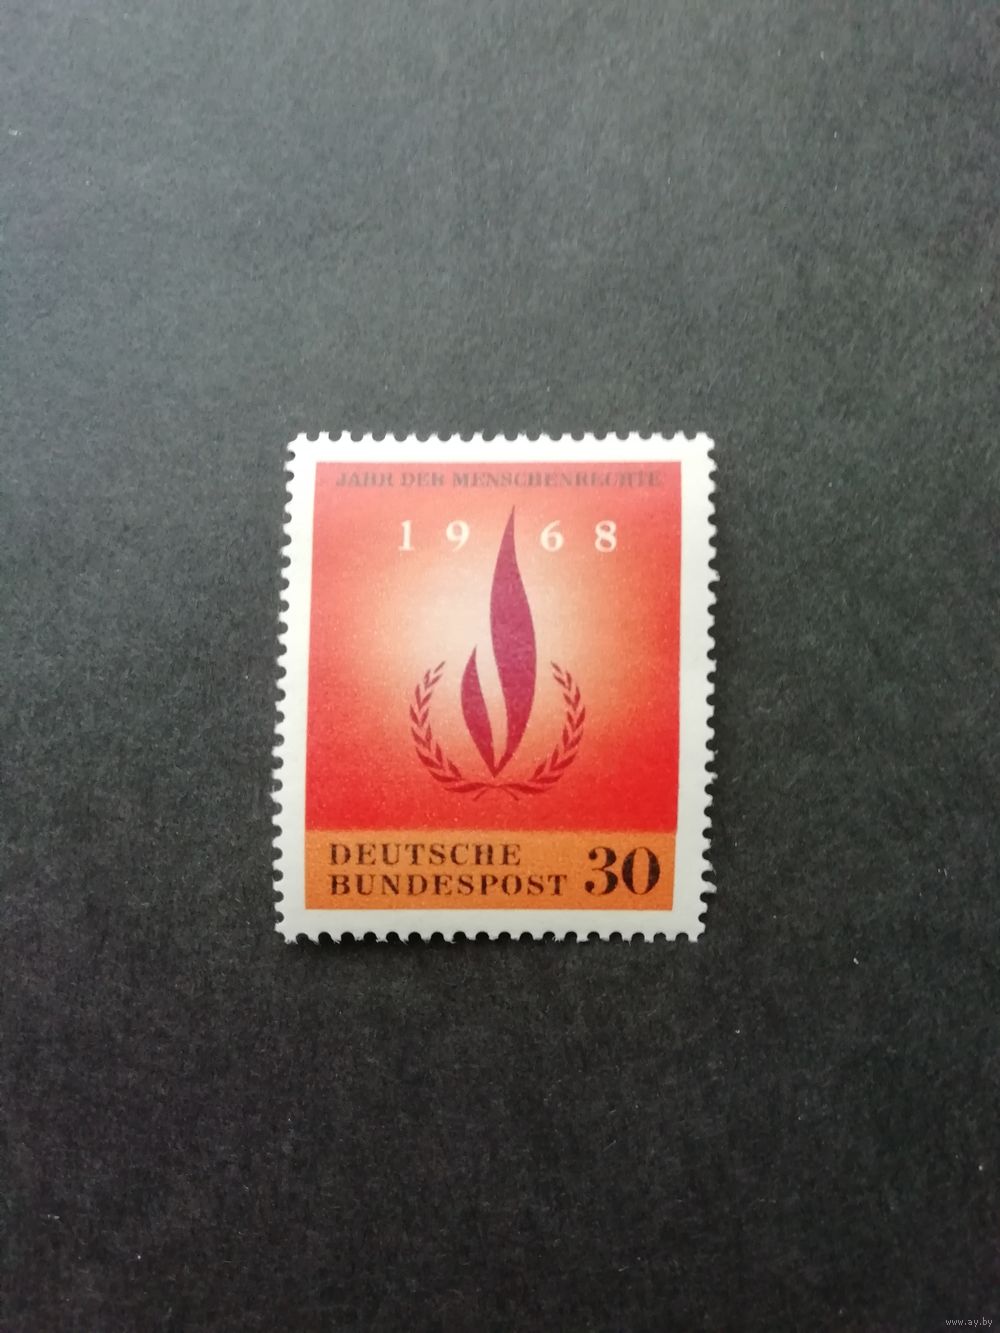 JAHR DER MENSCHENRECHTE
1968
DEUTSCHE
BUNDESPOST 30
www.ay.by